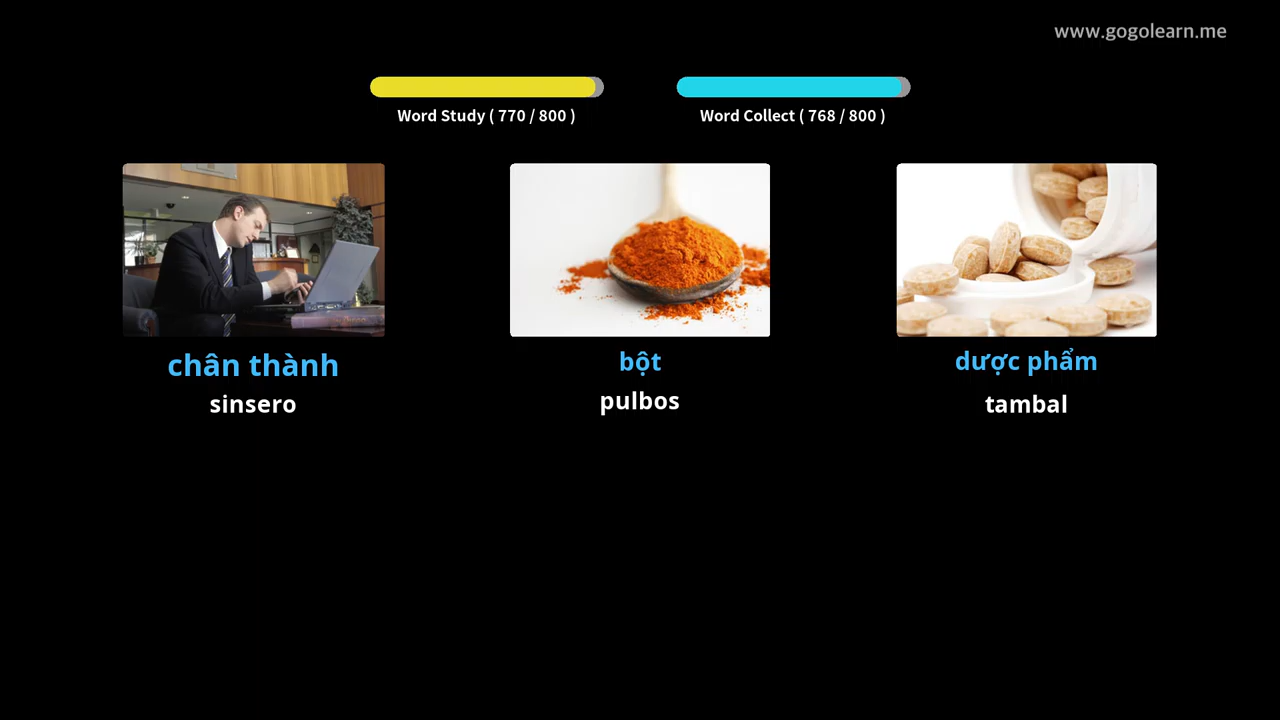 www.gogolearn.me
Word Study ( 770 / 800 )
Word Collect ( 768 / 800 )
chân thành
sinsero
bột
pulbos
dược phẩm
tambal